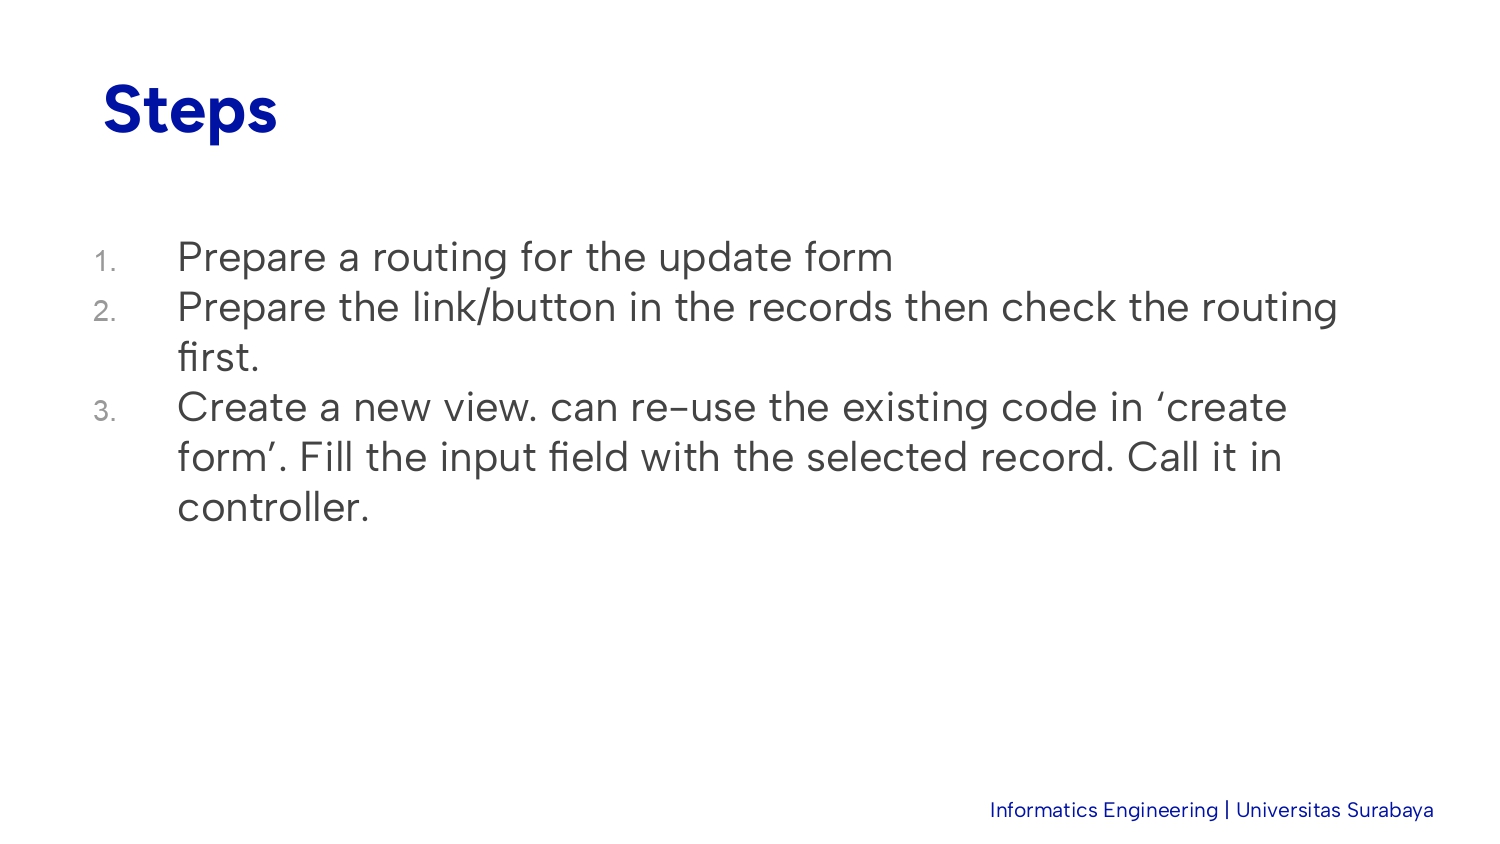 Steps
1. Prepare a routing for the update form
2. Prepare the link/button in the records then check the routing
first.
3. Create a new view. can re-use the existing code in ‘create
form’. Fill the input field with the selected record. Call it in
controller.
Informatics Engineering | Universitas Surabaya